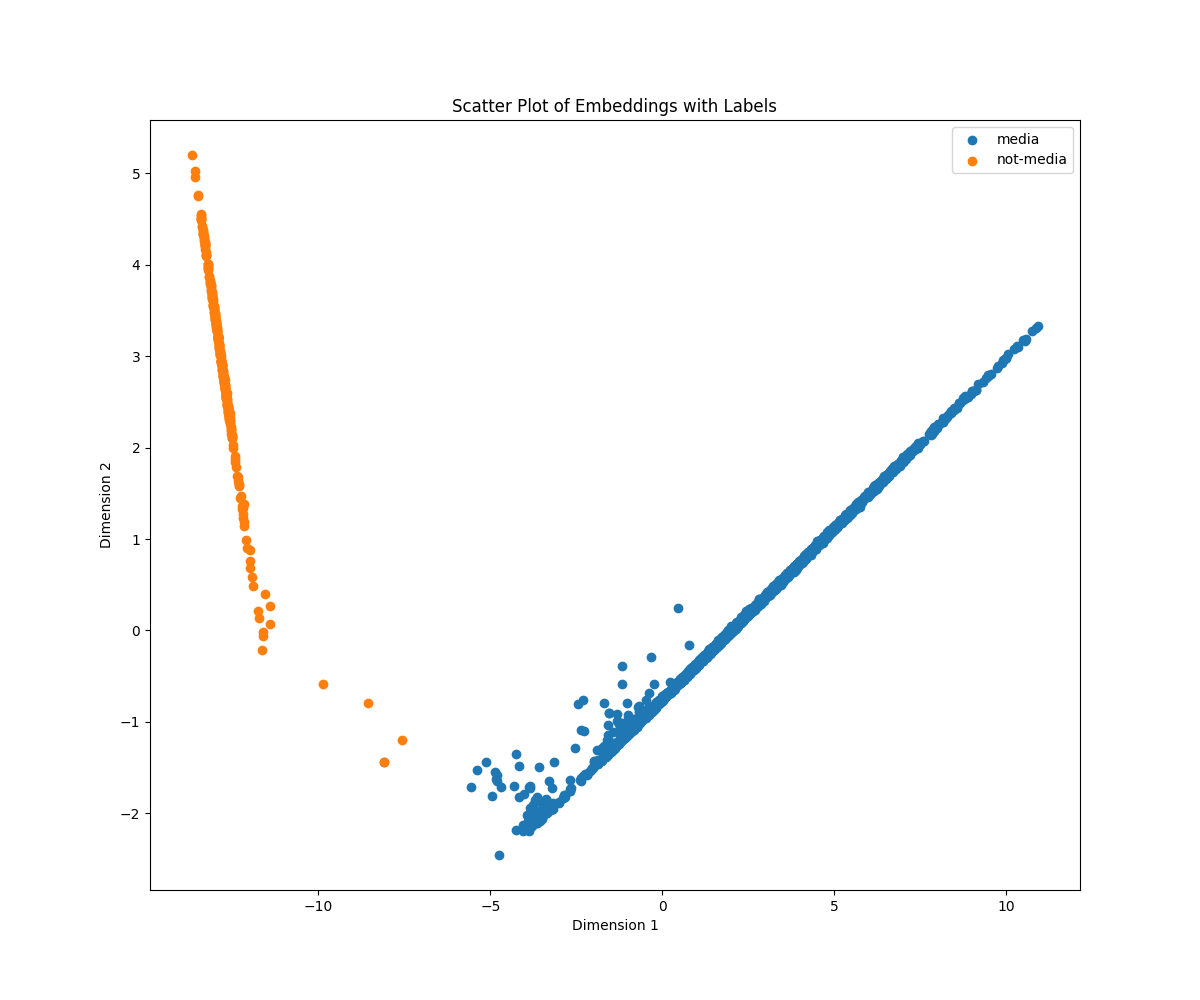 Scatter Plot of Embeddings with Labels
media
not-media
5
4
3
2
1
0
−1
−2
Dimension 2
−10
−5
0
5
10
Dimension 1